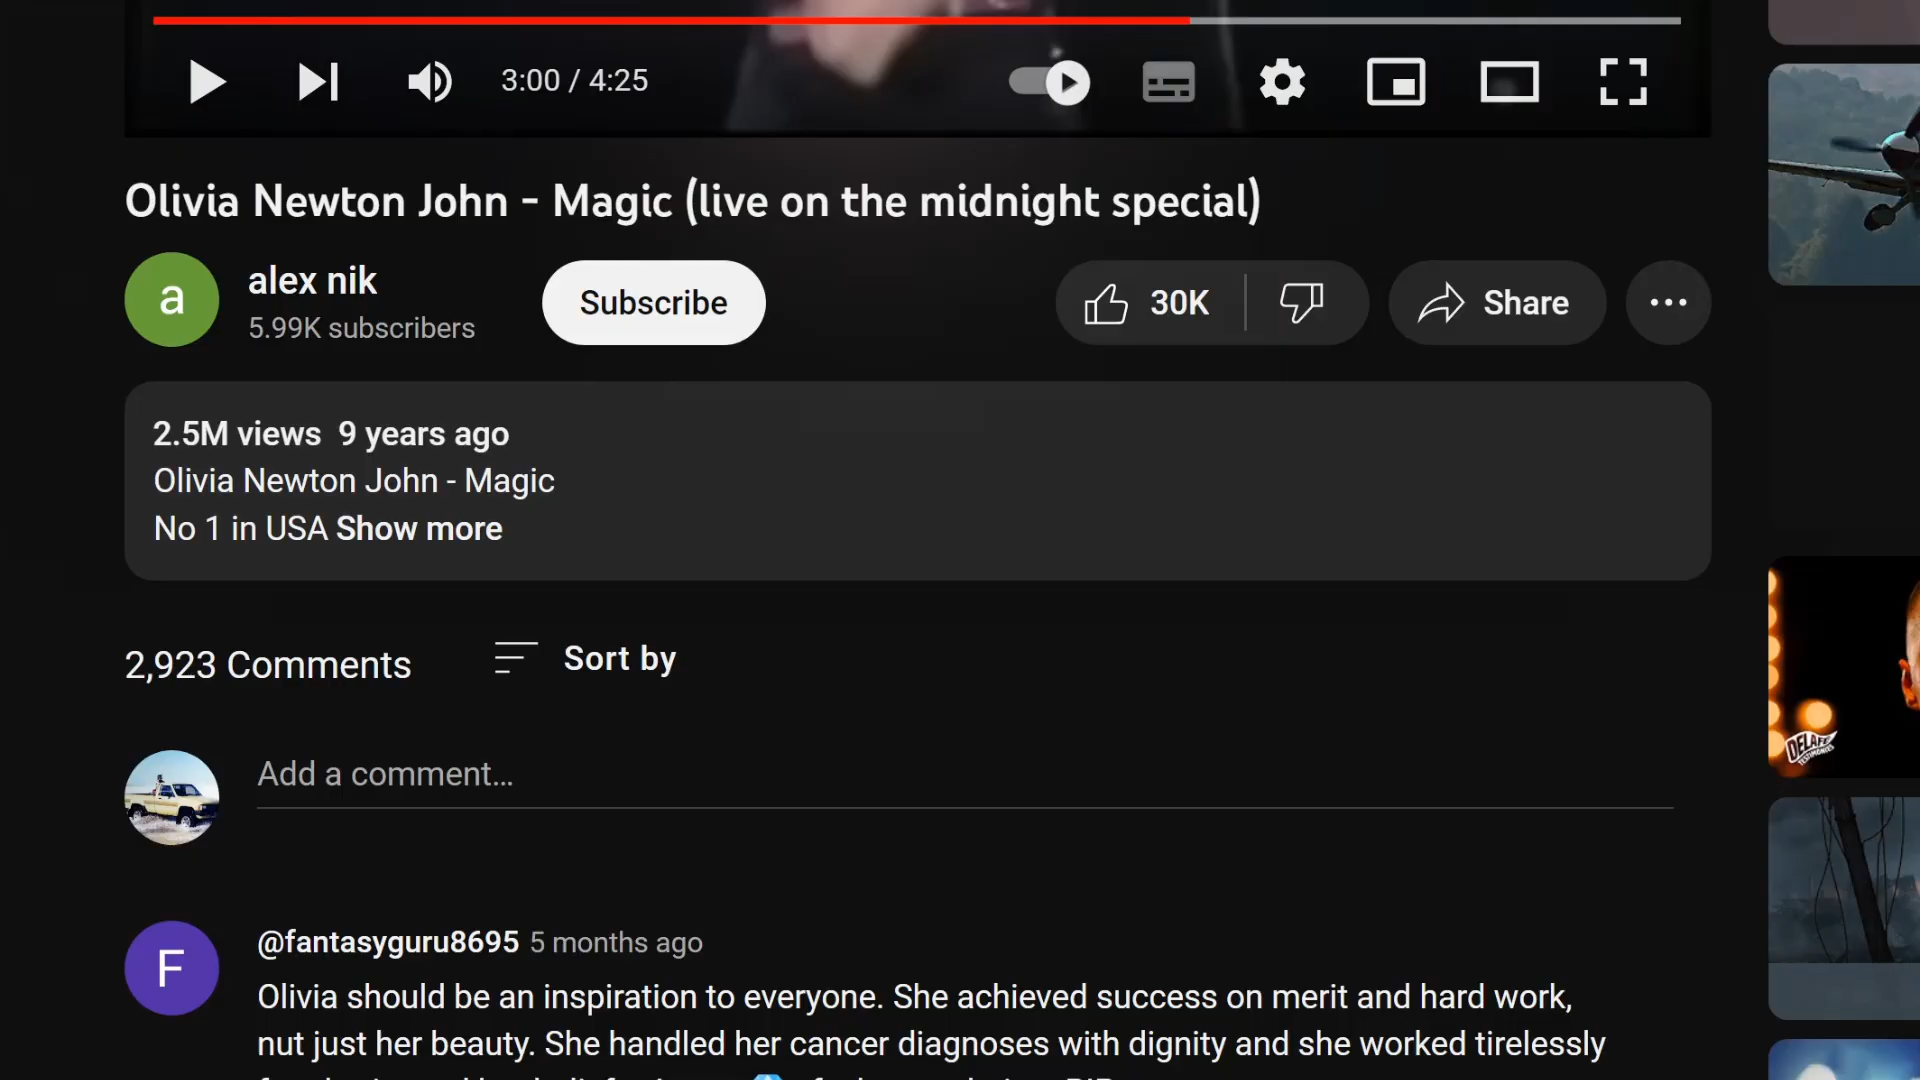 3:00 / 4:25
Olivia Newton John - Magic (live on the midnight special)
a
alex nik
5.99K subscribers
Subscribe
30K
Share
2.5M views 9 years ago
Olivia Newton John - Magic
No 1 in USA Show more
2,923 Comments
Sort by
Add a comment...
DELAFÉ
TESTIMONIES
F
@fantasyguru8695 5 months ago
Olivia should be an inspiration to everyone. She achieved success on merit and hard work,
nut just her beauty. She handled her cancer diagnoses with dignity and she worked tirelessly